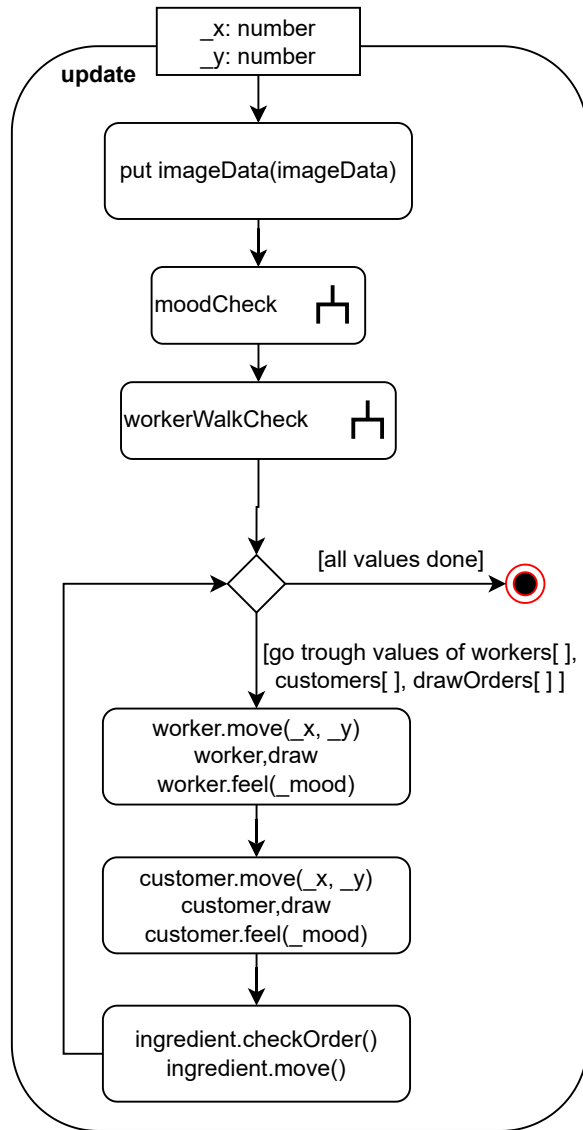 _x: number
_y: number
update
put imageData(imageData)
moodCheck
workerWalkCheck
[all values done]
[go trough values of workers[ ],
customers[ ], drawOrders[ ] ]
worker.move(_x, _y)
worker,draw
worker.feel(_mood)
customer.move(_x, _y)
customer,draw
customer.feel(_mood)
ingredient.checkOrder()
ingredient.move()